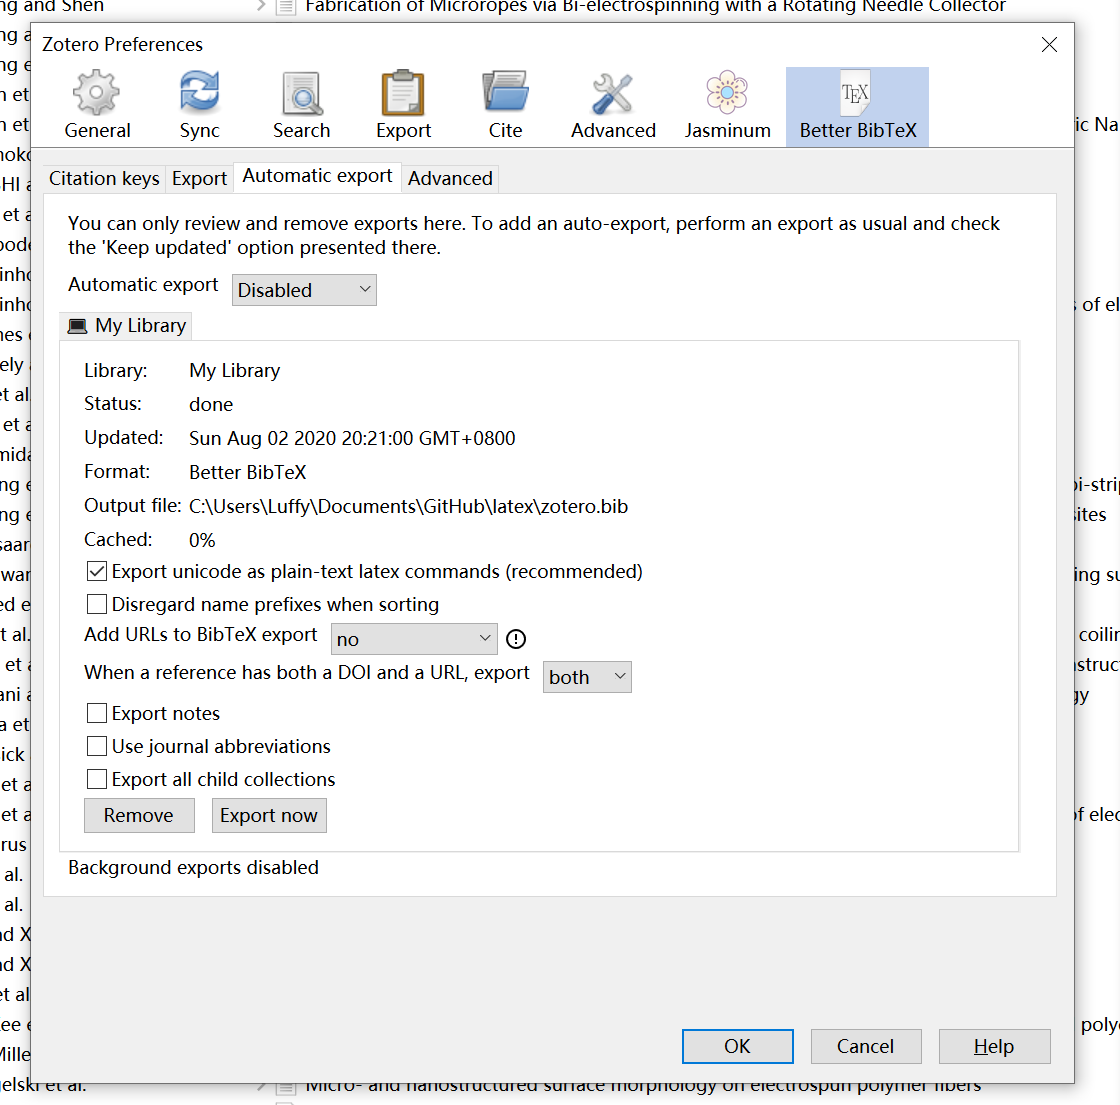 ng and Shen
Fabrication of Microropes via Bi-electrospinning with a Rotating Needle Collector
Zotero Preferences
General
Sync
Search
Export
Cite
Advanced
Jasminum
TEX
Better BibTeX
Citation keys
Export
Automatic export
Advanced
You can only review and remove exports here. To add an auto-export, perform an export as usual and check
the 'Keep updated' option presented there.
Automatic export
Disabled
My Library
Library: My Library
Status: done
Updated: Sun Aug 02 2020 20:21:00 GMT+0800
Format: Better BibTeX
Output file: C:\Users\Luffy\Documents\GitHub\latex\zotero.bib
Cached: 0%
Export unicode as plain-text latex commands (recommended)
Disregard name prefixes when sorting
Add URLs to BibTeX export no
When a reference has both a DOI and a URL, export both
Export notes
Use journal abbreviations
Export all child collections
Remove
Export now
Background exports disabled
OK
Cancel
Help
elski et al.
Micro- and nanostructured surface morphology on electrospun polymer fibers